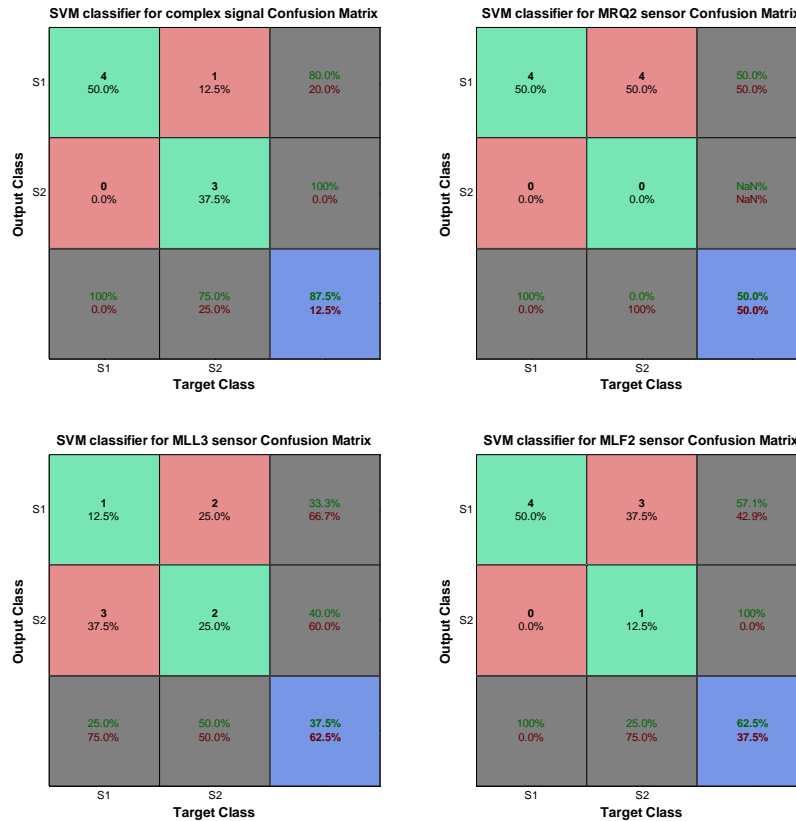 SVM classifier for complex signal Confusion Matrix
S1
4
50.0%
1
12.5%
80.0%
20.0%
S2
0
0.0%
3
37.5%
100%
0.0%
100%
0.0%
75.0%
25.0%
87.5%
12.5%
S1
S2
Output Class
Target Class
SVM classifier for MRQ2 sensor Confusion Matrix
S1
4
50.0%
4
50.0%
50.0%
50.0%
S2
0
0.0%
0
0.0%
NaN%
NaN%
100%
0.0%
0.0%
100%
50.0%
50.0%
S1
S2
Output Class
Target Class
SVM classifier for MLL3 sensor Confusion Matrix
S1
1
12.5%
2
25.0%
33.3%
66.7%
S2
3
37.5%
2
25.0%
40.0%
60.0%
25.0%
75.0%
50.0%
50.0%
37.5%
62.5%
S1
S2
Output Class
Target Class
SVM classifier for MLF2 sensor Confusion Matrix
S1
4
50.0%
3
37.5%
57.1%
42.9%
S2
0
0.0%
1
12.5%
100%
0.0%
100%
0.0%
25.0%
75.0%
62.5%
37.5%
S1
S2
Output Class
Target Class